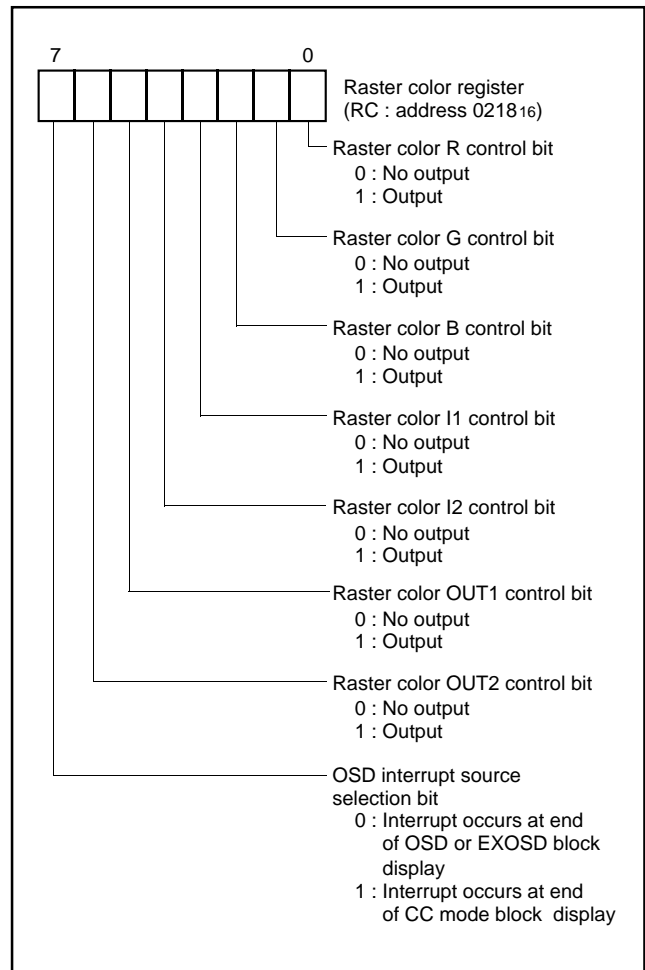 7 0
Raster color register
(RC : address 021816)
Raster color R control bit
0 : No output
1 : Output
Raster color G control bit
0 : No output
1 : Output
Raster color B control bit
0 : No output
1 : Output
Raster color I1 control bit
0 : No output
1 : Output
Raster color I2 control bit
0 : No output
1 : Output
Raster color OUT1 control bit
0 : No output
1 : Output
Raster color OUT2 control bit
0 : No output
1 : Output
OSD interrupt source
selection bit
0 : Interrupt occurs at end
of OSD or EXOSD block
display
1 : Interrupt occurs at end
of CC mode block display